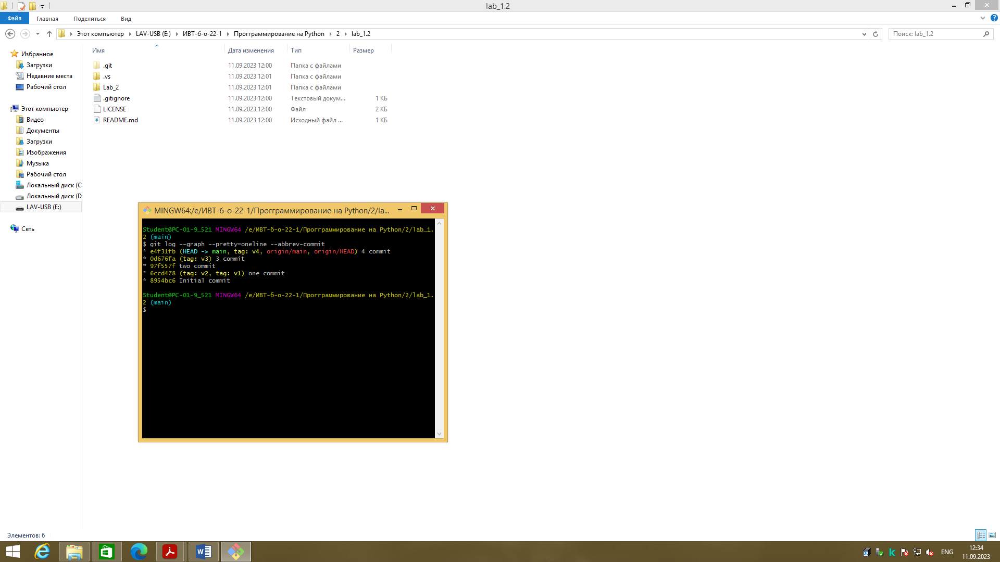 lab_1.2
Файл Главная Поделиться Вид
Этот компьютер LAV-USB (E:) ИВТ-б-о-22-1 Прогграммирование на Python 2 lab_1.2
Поиск: lab_1.2
Избранное
Загрузки
Недавние места
Рабочий стол
Этот компьютер
Видео
Документы
Загрузки
Изображения
Музыка
Рабочий стол
Локальный диск (C
Локальный диск (D
LAV-USB (E:)
Сеть
Имя Дата изменения Тип Размер
.git 11.09.2023 12:00 Папка с файлами
.vs 11.09.2023 12:01 Папка с файлами
Lab_2 11.09.2023 12:01 Папка с файлами
.gitignore 11.09.2023 12:00 Текстовый докум... 1 КБ
LICENSE 11.09.2023 12:00 Файл 2 КБ
README.md 11.09.2023 12:00 Исходный файл ... 1 КБ
MINGW64:/e/ИВТ-б-о-22-1/Прогграммирование на Python/2/la...
Student@PC-01-9_521 MINGW64 /e/ИВТ-б-о-22-1/Прогграммирование на Python/2/lab_1.
2 (main)
$ git log --graph --pretty=oneline --abbrev-commit
* e4f31fb (HEAD -> main, tag: v4, origin/main, origin/HEAD) 4 commit
* 0d676fa (tag: v3) 3 commit
* 97f557f two commit
* 6ccd478 (tag: v2, tag: v1) one commit
* 8954bc6 Initial commit
Student@PC-01-9_521 MINGW64 /e/ИВТ-б-о-22-1/Прогграммирование на Python/2/lab_1.
2 (main)
$
Элементов: 6
ENG
12:34
11.09.2023